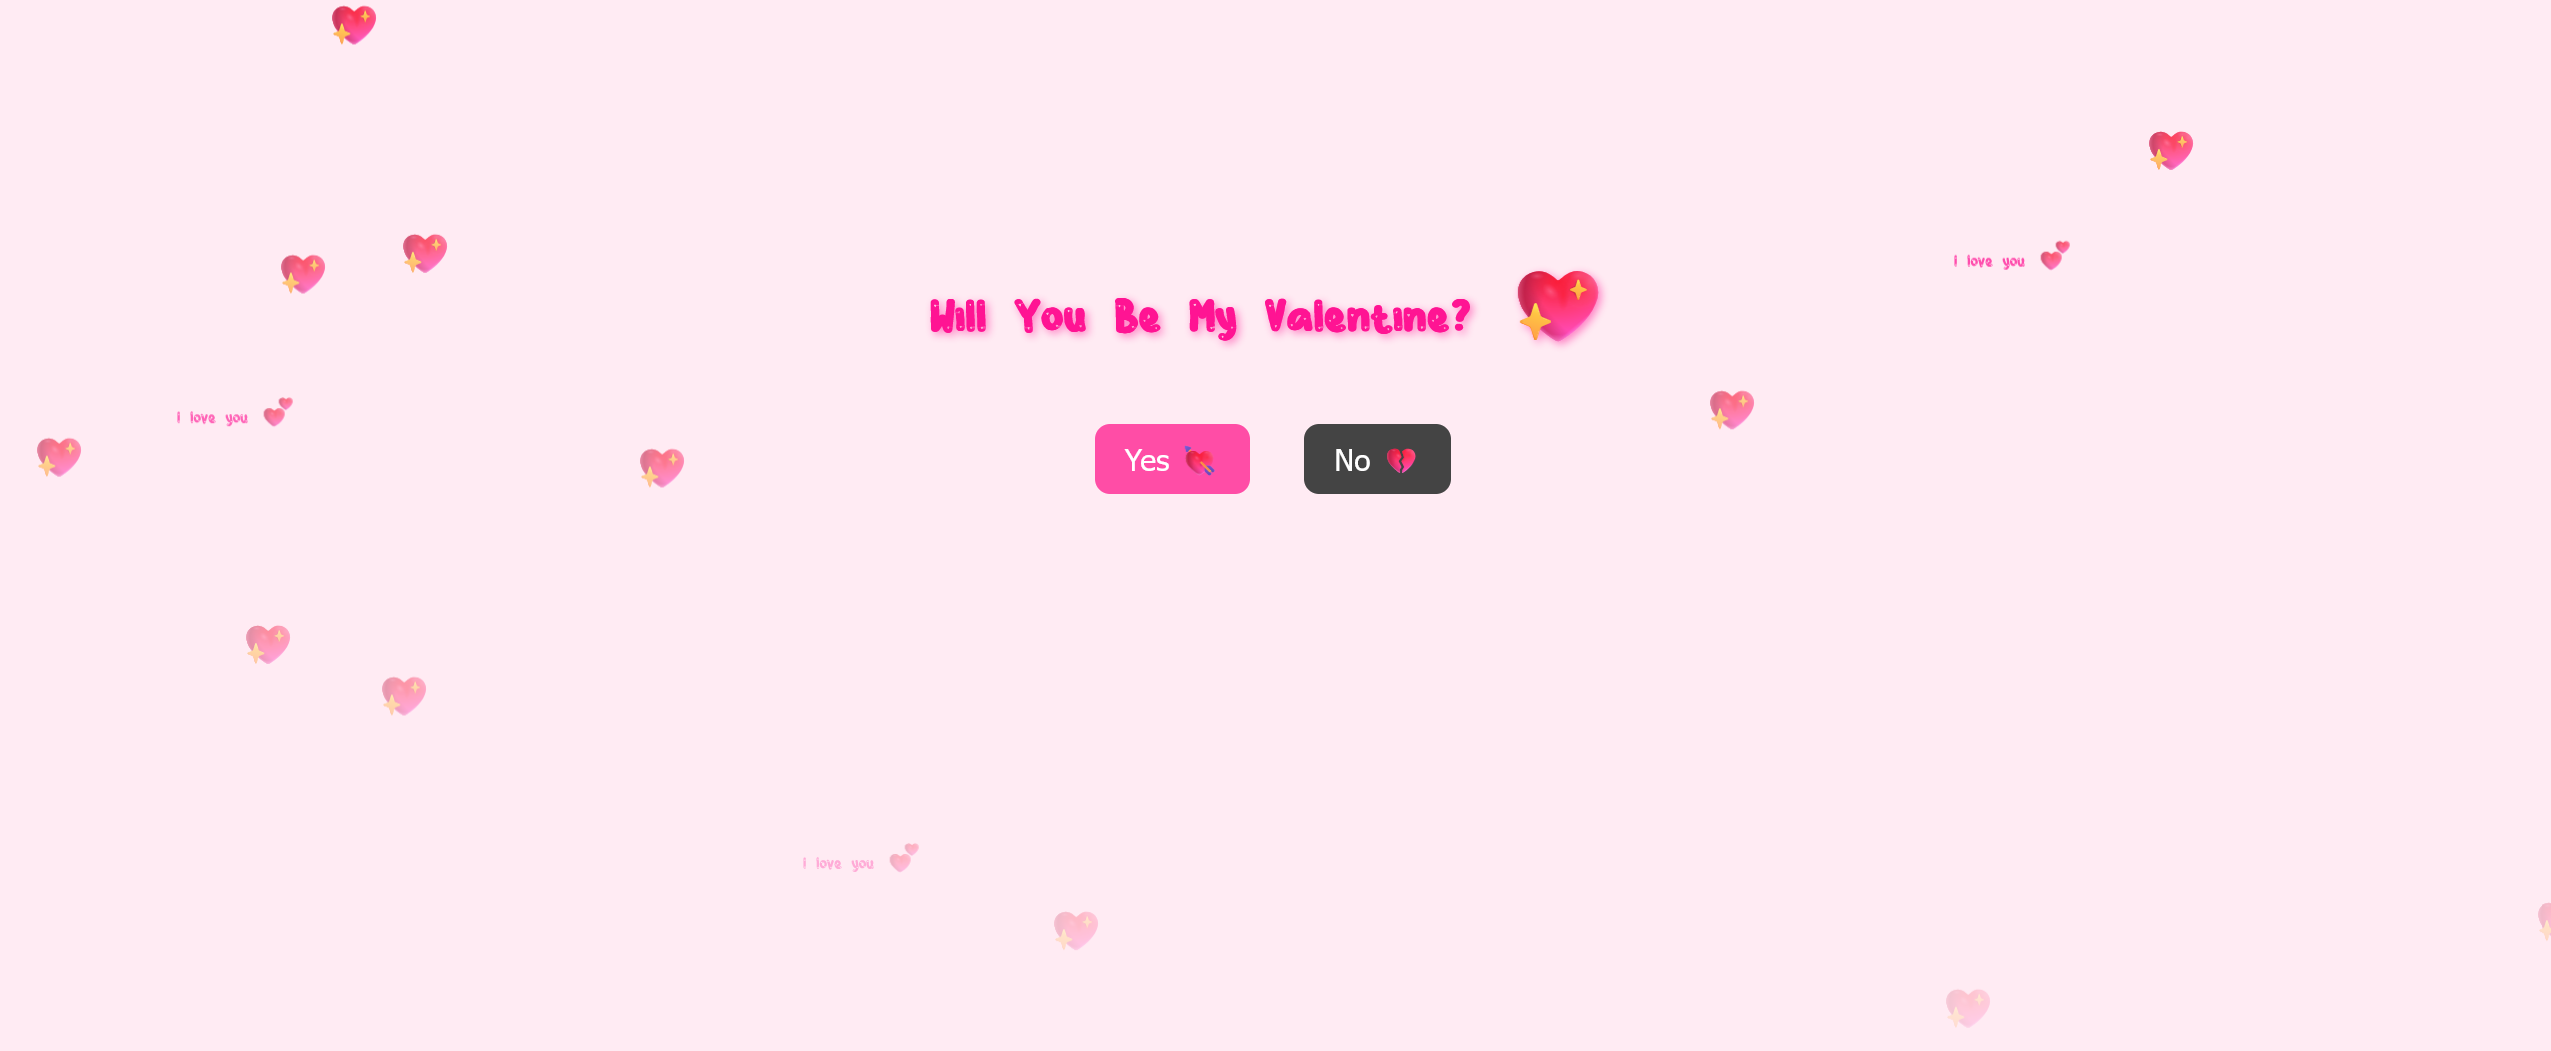 i love you 💕
Will You Be My Valentine? 💖
i love you 💕
Yes 💘
No 💔
i love you 💕